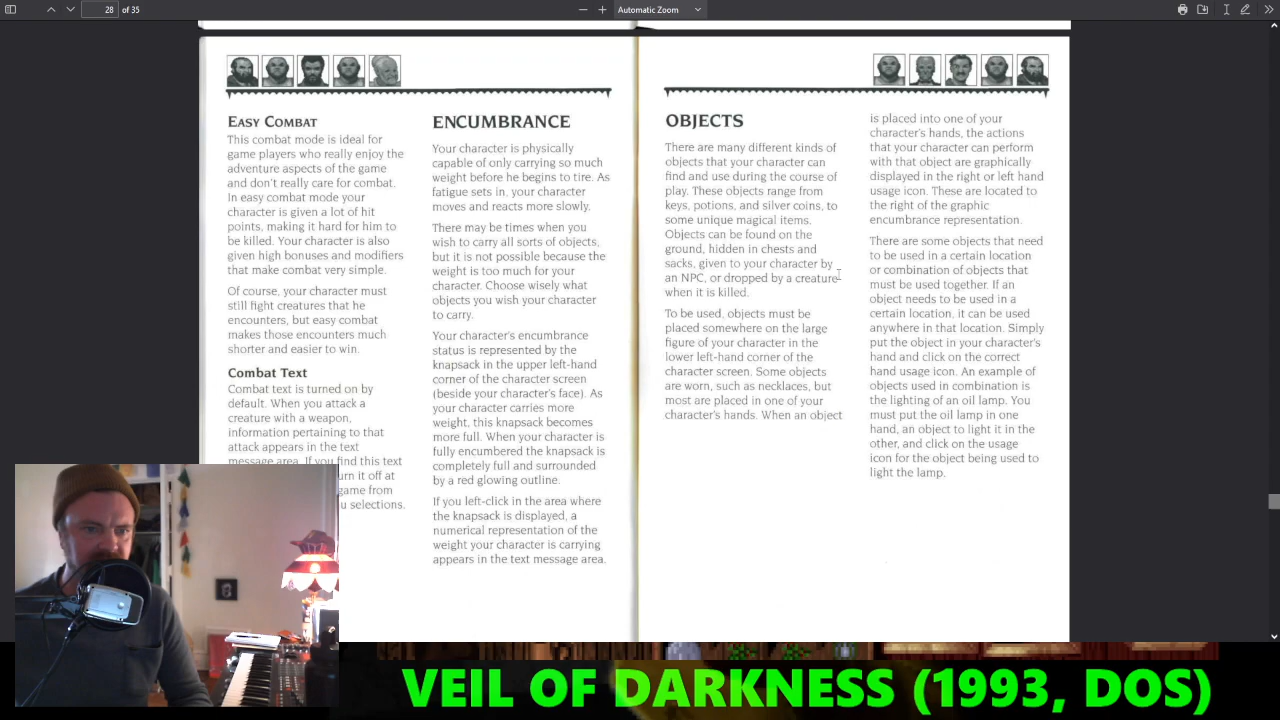 28
of 35
Automatic Zoom
EASY COMBAT
This combat mode is ideal for
game players who really enjoy the
adventure aspects of the game
and don't really care for combat.
In easy combat mode your
character is given a lot of hit
points, making it hard for him to
be killed. Your character is also
given high bonuses and modifiers
that make combat very simple.
Of course, your character must
still fight creatures that he
encounters, but easy combat
makes those encounters much
shorter and easier to win.
Combat Text
Combat text is turned on by
default. When you attack a
creature with a weapon,
information pertaining to that
attack appears in the text
message area. If you find this text
urn it off at
game from
u selections.
ENCUMBRANCE
Your character is physically
capable of only carrying so much
weight before he begins to tire. As
fatigue sets in, your character
moves and reacts more slowly.
There may be times when you
wish to carry all sorts of objects,
but it is not possible because the
weight is too much for your
character. Choose wisely what
objects you wish your character
to carry.
Your character's encumbrance
status is represented by the
knapsack in the upper left-hand
corner of the character screen
(beside your character's face). As
your character carries more
weight, this knapsack becomes
more full. When your character is
fully encumbered the knapsack is
completely full and surrounded
by a red glowing outline.
If you left-click in the area where
the knapsack is displayed, a
numerical representation of the
weight your character is carrying
appears in the text message area.
OBJECTS
There are many different kinds of
objects that your character can
find and use during the course of
play. These objects range from
keys, potions, and silver coins, to
some unique magical items.
Objects can be found on the
ground, hidden in chests and
sacks, given to your character by
an NPC, or dropped by a creature
when it is killed.
To be used, objects must be
placed somewhere on the large
figure of your character in the
lower left-hand corner of the
character screen. Some objects
are worn, such as necklaces, but
most are placed in one of your
character's hands. When an object
is placed into one of your
character's hands, the actions
that your character can perform
with that object are graphically
displayed in the right or left hand
usage icon. These are located to
the right of the graphic
encumbrance representation.
There are some objects that need
to be used in a certain location
or combination of objects that
must be used together. If an
object needs to be used in a
certain location, it can be used
anywhere in that location. Simply
put the object in your character's
hand and click on the correct
hand usage icon. An example of
objects used in combination is
the lighting of an oil lamp. You
must put the oil lamp in one
hand, an object to light it in the
other, and click on the usage
icon for the object being used to
light the lamp.
VEIL OF DARKNESS (1993, DOS)